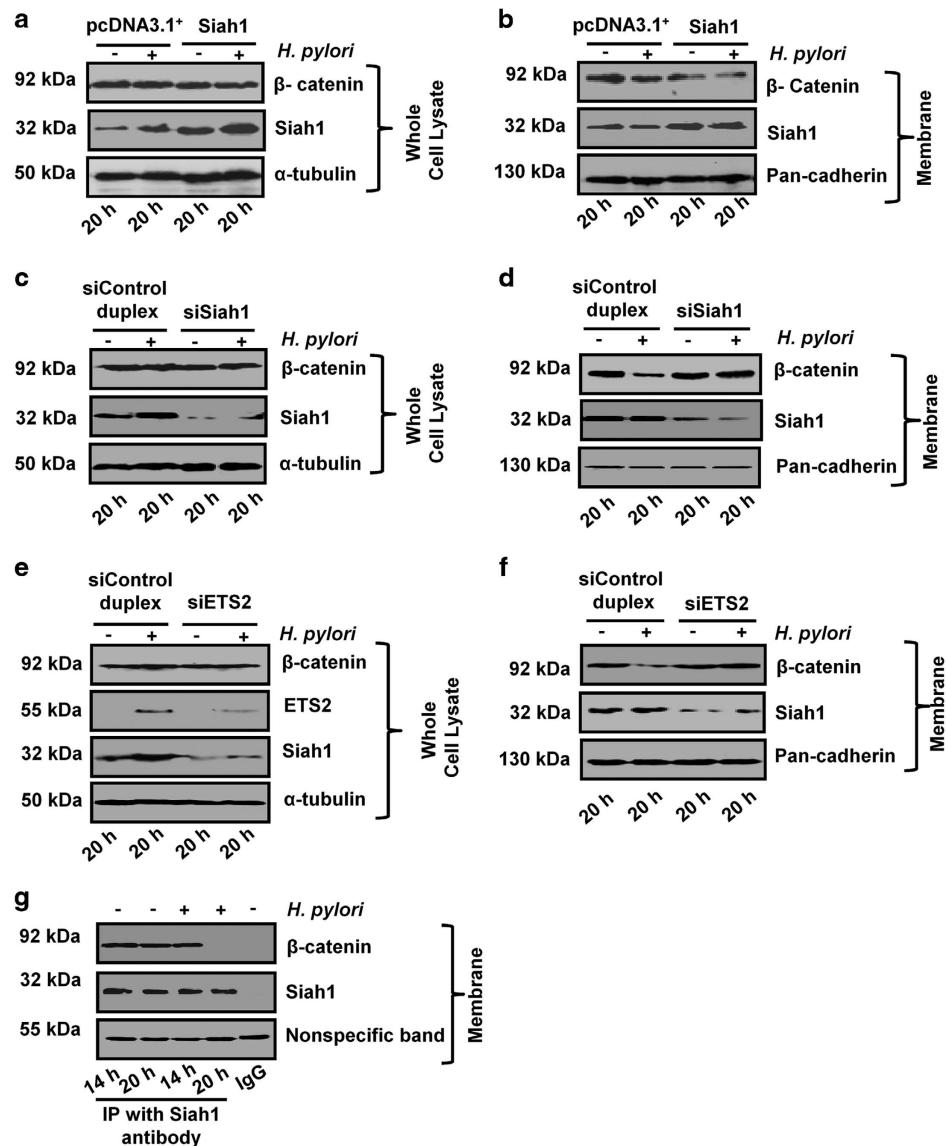 a
pcDNA3.1⁺ Siah1
- + - + H. pylori
92 kDa β- catenin
32 kDa Siah1
50 kDa α-tubulin
20 h 20 h 20 h 20 h
Whole
Cell Lysate
b
pcDNA3.1⁺ Siah1
- + - + H. pylori
92 kDa β- Catenin
32 kDa Siah1
130 kDa Pan-cadherin
20 h 20 h 20 h 20 h
Membrane
c
siControl
duplex siSiah1
- + - + H. pylori
92 kDa β-catenin
32 kDa Siah1
50 kDa α-tubulin
20 h 20 h 20 h 20 h
Whole
Cell Lysate
d
siControl
duplex siSiah1
- + - + H. pylori
92 kDa β-catenin
32 kDa Siah1
130 kDa Pan-cadherin
20 h 20 h 20 h 20 h
Membrane
e
siControl
duplex siETS2
- + - + H. pylori
92 kDa β-catenin
55 kDa ETS2
32 kDa Siah1
50 kDa α-tubulin
20 h 20 h 20 h 20 h
Whole
Cell Lysate
f
siControl
duplex siETS2
- + - + H. pylori
92 kDa β-catenin
32 kDa Siah1
130 kDa Pan-cadherin
20 h 20 h 20 h 20 h
Membrane
g
- - + + - H. pylori
92 kDa β-catenin
32 kDa Siah1
55 kDa Nonspecific band
14 h 20 h 14 h 20 h IgG
IP with Siah1
antibody
Membrane